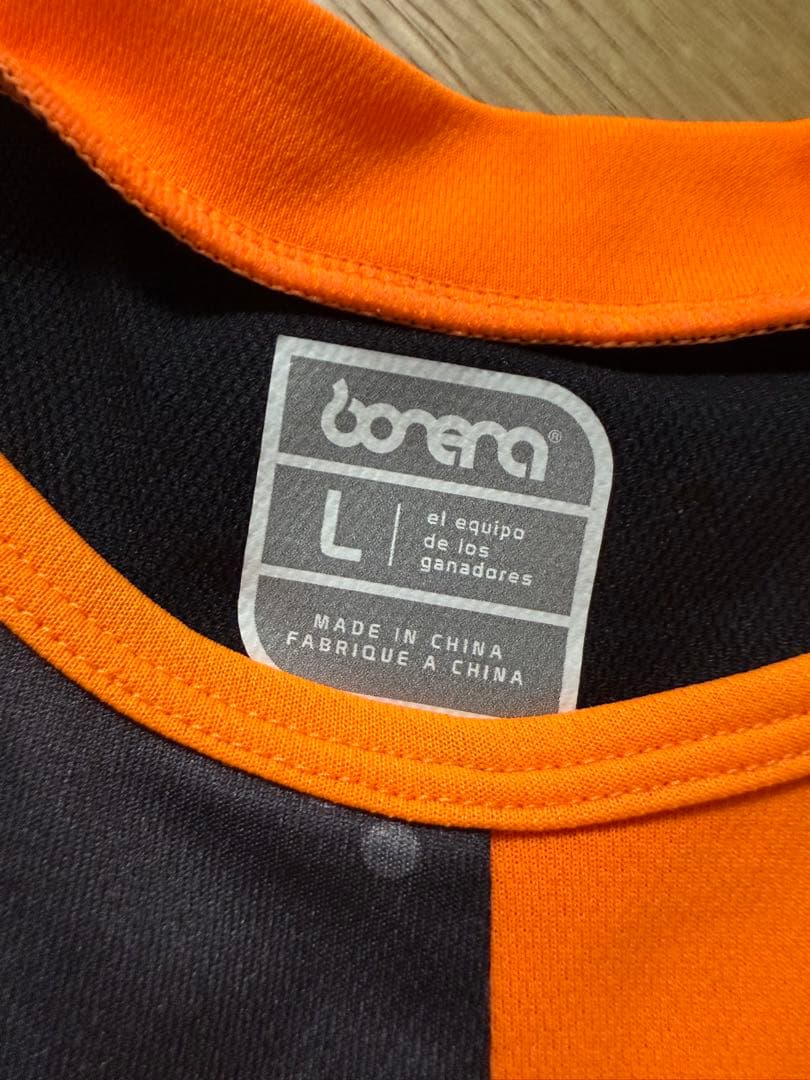 bonera®
L
el equipo
de los
ganadores
MADE IN CHINA
FABRIQUE A CHINA